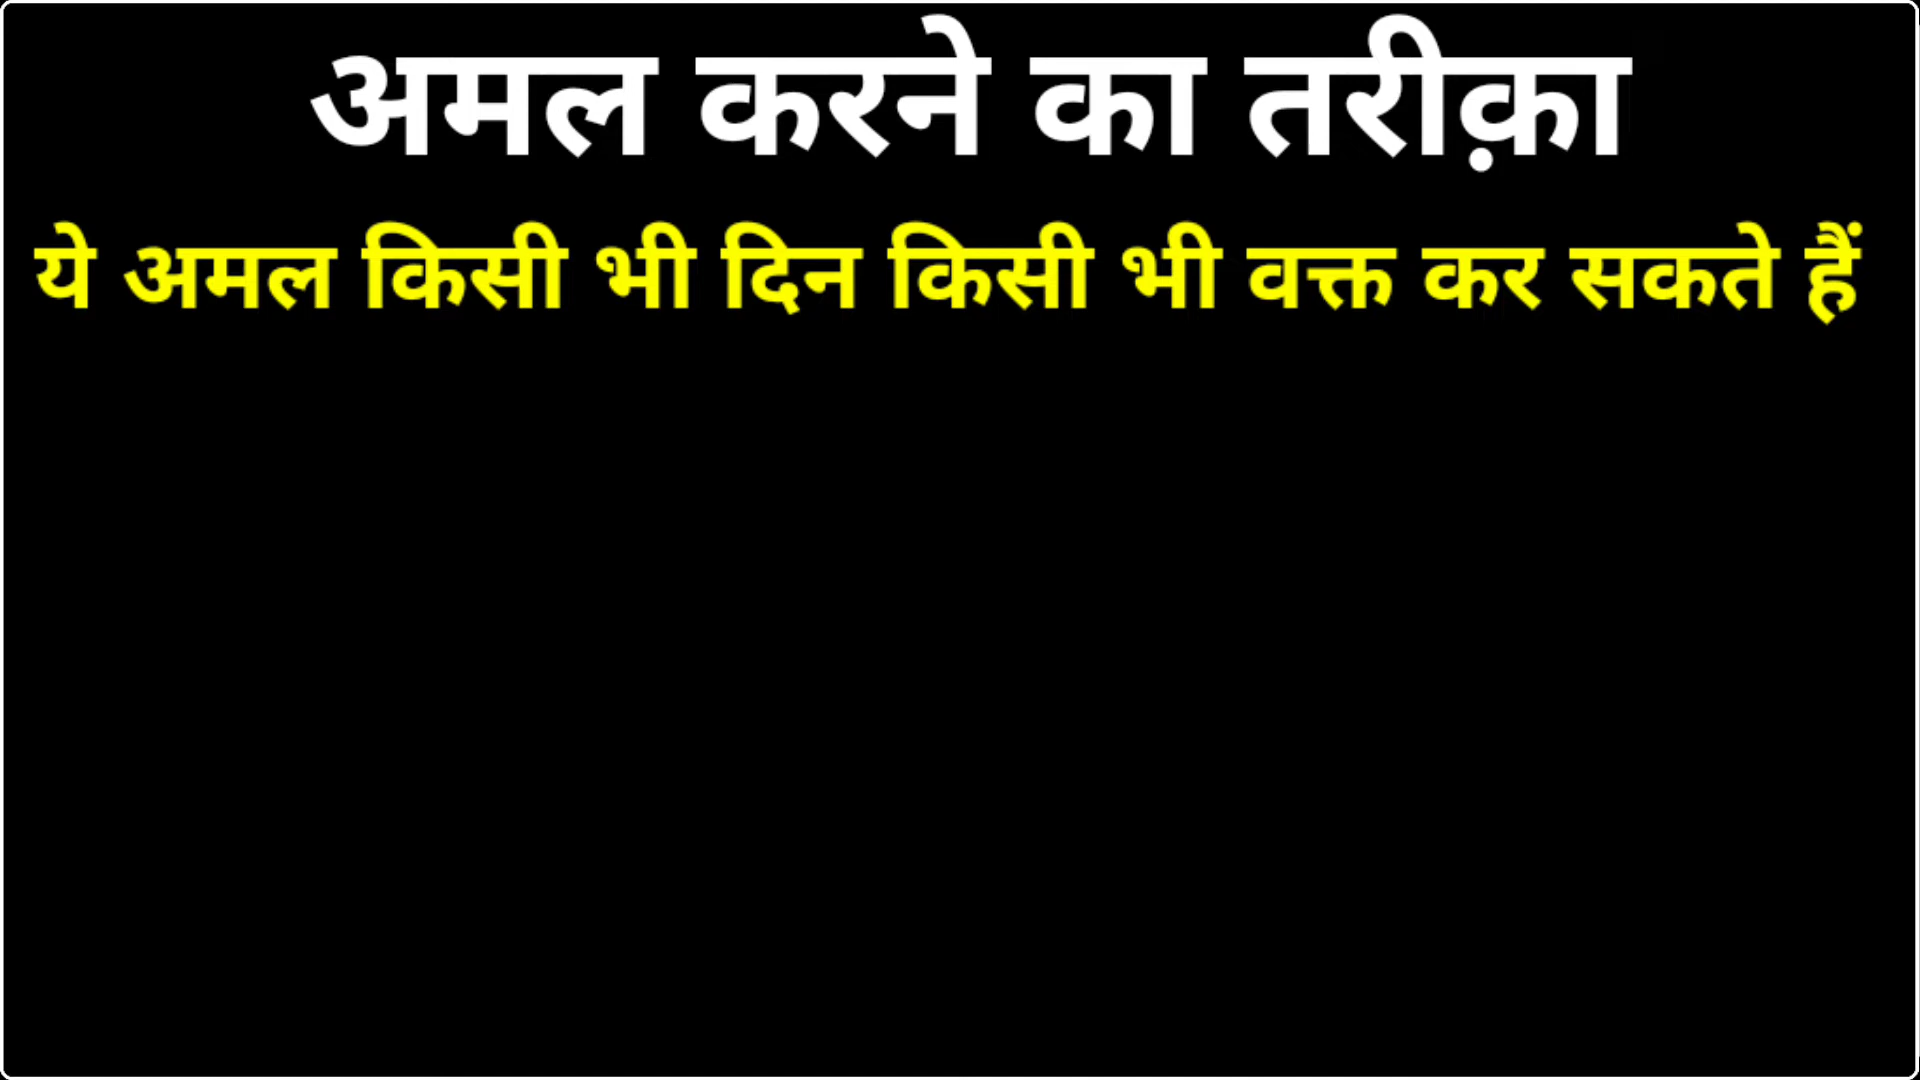 अमल करने का तरीक़ा
ये अमल किसी भी दिन किसी भी वक्त कर सकते हैं